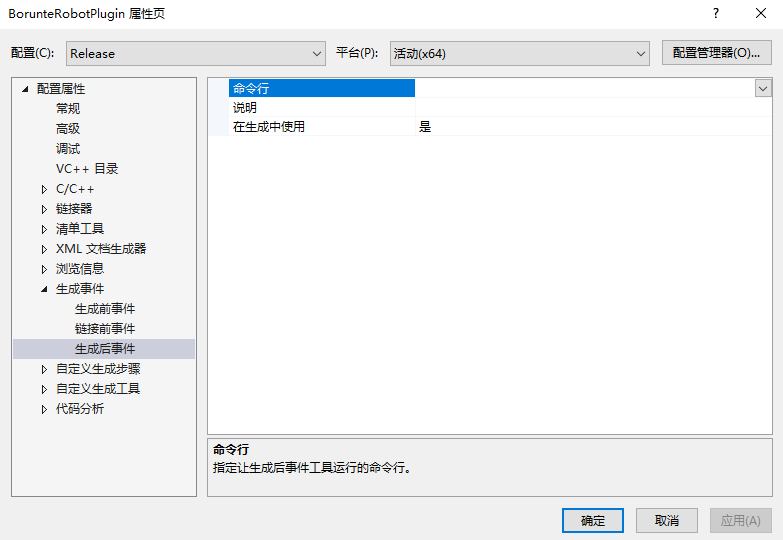 BorunteRobotPlugin 属性页
配置(C): Release 平台(P): 活动(x64) 配置管理器(O)...
配置属性
常规
高级
调试
VC++ 目录
C/C++
链接器
清单工具
XML 文档生成器
浏览信息
生成事件
生成前事件
链接前事件
生成后事件
自定义生成步骤
自定义生成工具
代码分析
命令行
说明
在生成中使用 是
命令行
指定让生成后事件工具运行的命令行。
确定 取消 应用(A)